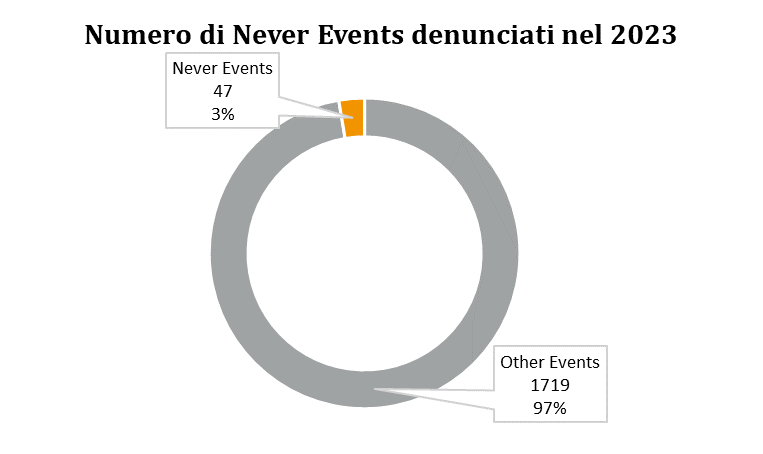 Numero di Never Events denunciati nel 2023
Never Events
47
3%
Other Events
1719
97%